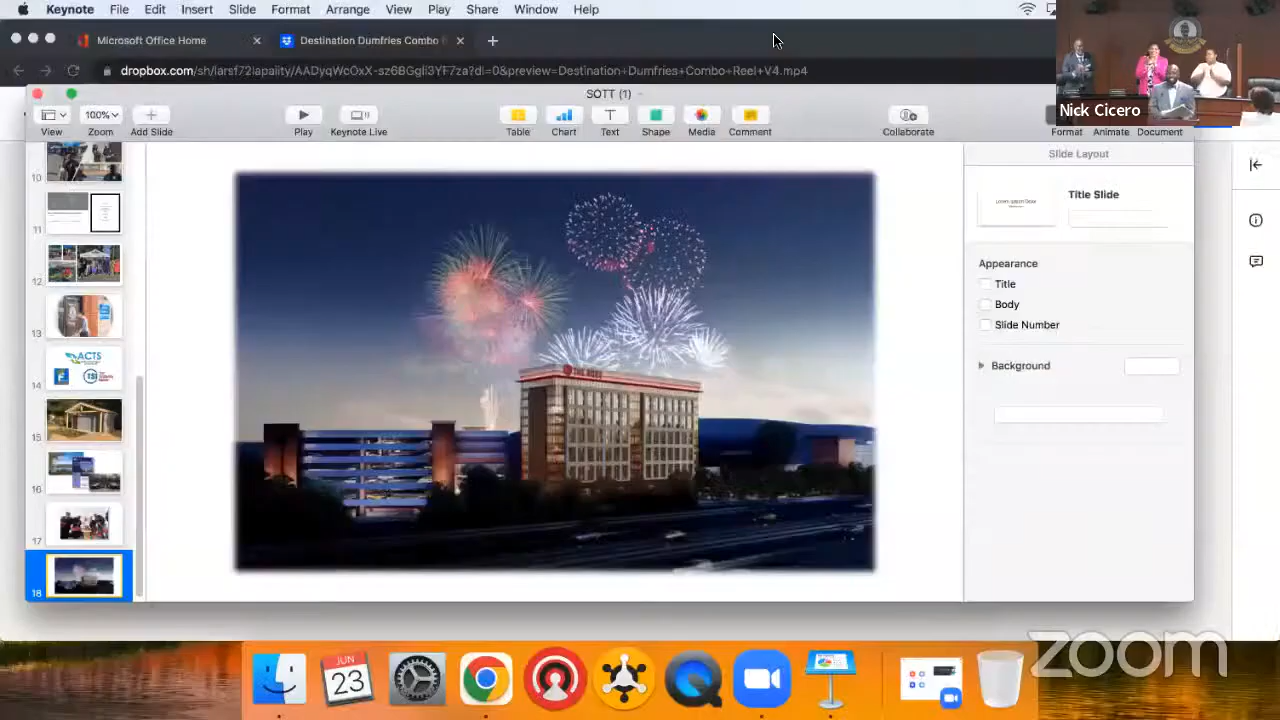 Keynote File Edit Insert Slide Format Arrange View Play Share Window Help
Microsoft Office Home
Destination Dumfries Combo
dropbox.com/sh/iarsf72lapality/AADyqWcOxX-sz6BGgli3YF7za?dl=0&preview=Destination+Dumfries+Combo+Reel+V4.mp4
SOTT (1)
100%
View Zoom Add Slide Play Keynote Live Table Chart Text Shape Media Comment Collaborate Format Animate Document
Nick Cicero
Slide Layout
Title Slide
Appearance
Title
Body
Slide Number
Background
10
11
12
13
14
ACTS
15
16
17
18
THE ROSE
JUN
23
zoom